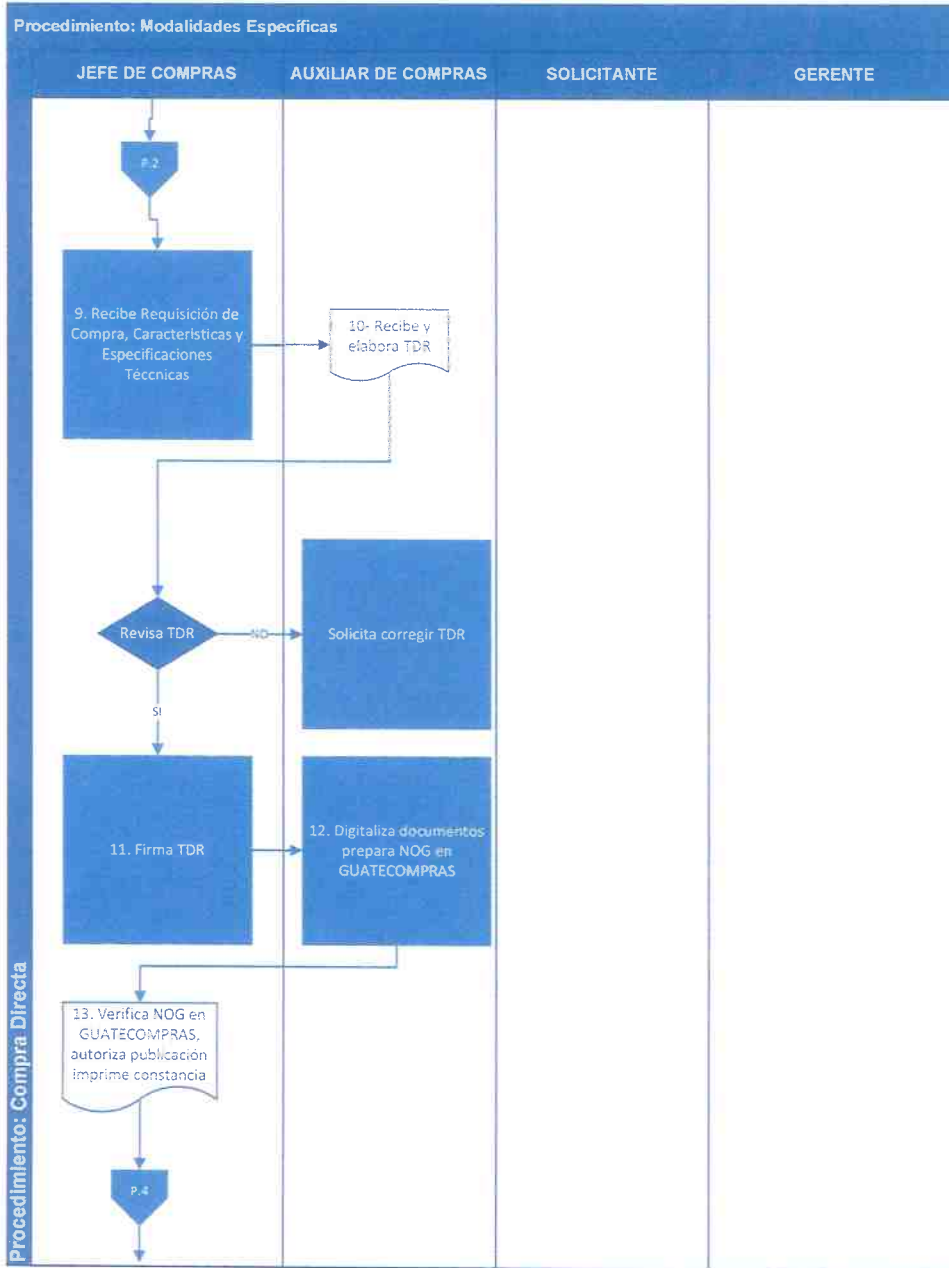 Procedimiento: Modalidades Específicas
JEFE DE COMPRAS
AUXILIAR DE COMPRAS
SOLICITANTE
GERENTE
P.2
9. Recibe Requisición de
Compra, Caracteristicas y
Especificaciones
Téccnicas
10- Recibe y
elabora TDR
Revisa TDR
NO
Solicita corregir TDR
SI
11. Firma TDR
12. Digitaliza documentos
prepara NOG en
GUATECOMPRAS
13. Verifica NOG en
GUATECOMPRAS,
autoriza publicación
imprime constancia
P.4
Procedimiento: Compra Directa